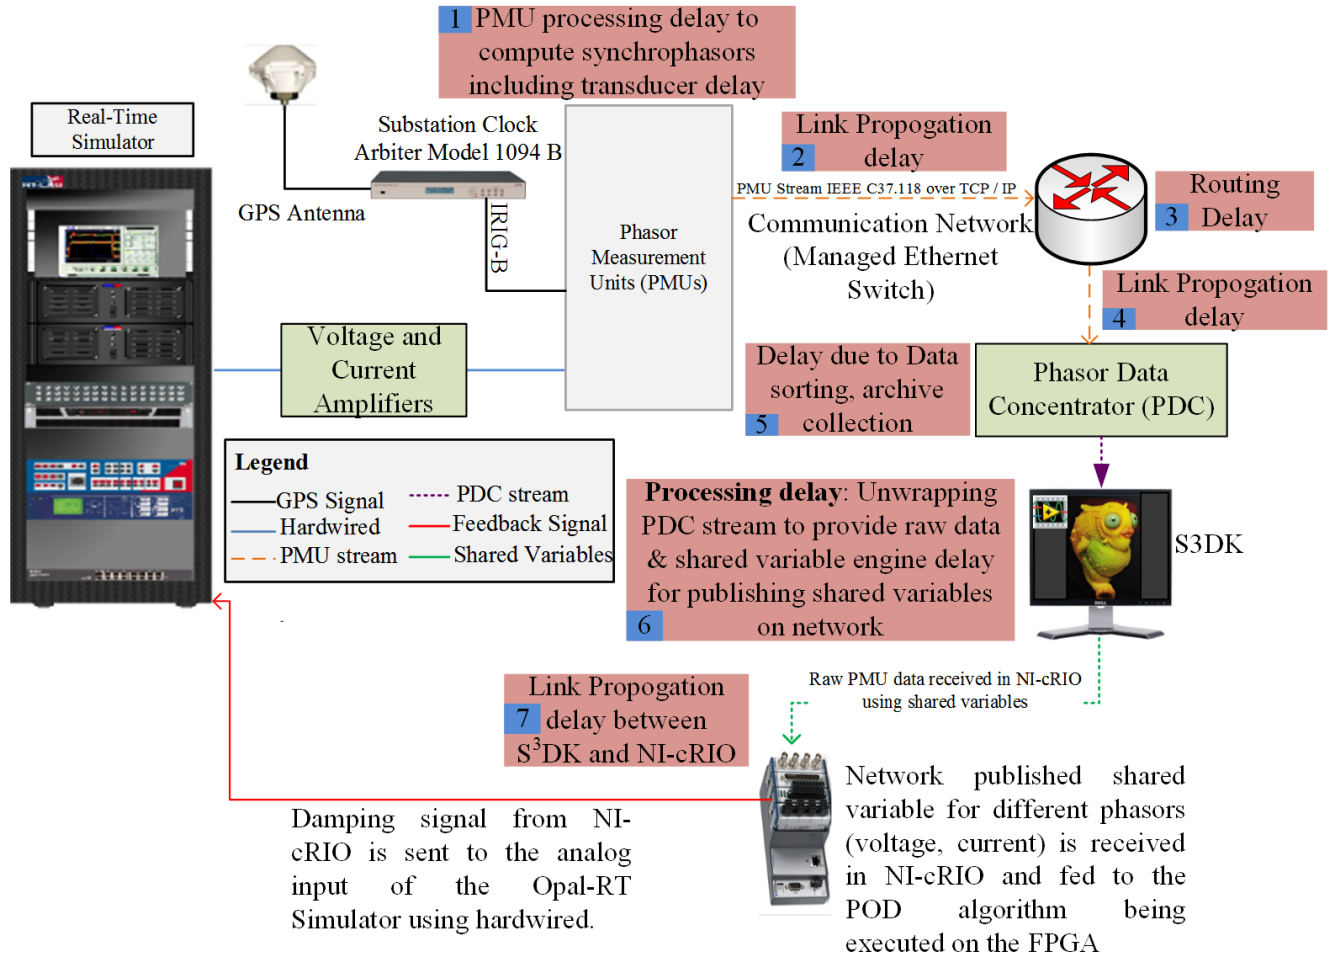 1 PMU processing delay to
compute synchrophasors
including transducer delay
Real-Time
Simulator
Substation Clock
Arbiter Model 1094 B
GPS Antenna
IRIG-B
Phasor
Measurement
Units (PMUs)
Link Propogation
2 delay
PMU Stream IEEE C37.118 over TCP / IP
Communication Network
(Managed Ethernet
Switch)
Routing
3 Delay
Link Propogation
4 delay
Voltage and
Current
Amplifiers
Delay due to Data
sorting, archive
5 collection
Phasor Data
Concentrator (PDC)
Legend
GPS Signal
Hardwired
PMU stream
PDC stream
Feedback Signal
Shared Variables
Processing delay: Unwrapping
PDC stream to provide raw data
& shared variable engine delay
for publishing shared variables
6 on network
S3DK
DELL
Raw PMU data received in NI-cRIO
using shared variables
Link Propogation
7 delay between
S³DK and NI-cRIO
Damping signal from NI-
cRIO is sent to the analog
input of the Opal-RT
Simulator using hardwired.
Network published shared
variable for different phasors
(voltage, current) is received
in NI-cRIO and fed to the
POD algorithm being
executed on the FPGA